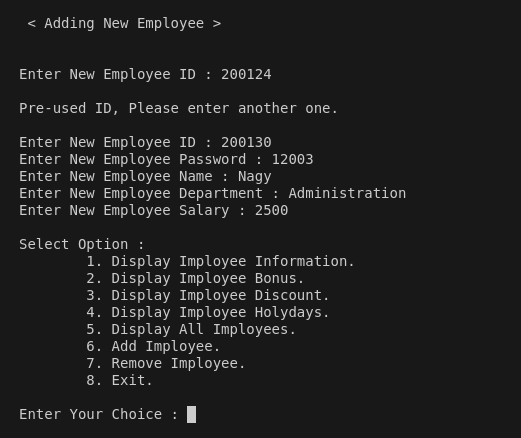 < Adding New Employee >
Enter New Employee ID : 200124
Pre-used ID, Please enter another one.
Enter New Employee ID : 200130
Enter New Employee Password : 12003
Enter New Employee Name : Nagy
Enter New Employee Department : Administration
Enter New Employee Salary : 2500
Select Option :
1. Display Imployee Information.
2. Display Imployee Bonus.
3. Display Imployee Discount.
4. Display Imployee Holydays.
5. Display All Imployees.
6. Add Imployee.
7. Remove Imployee.
8. Exit.
Enter Your Choice :